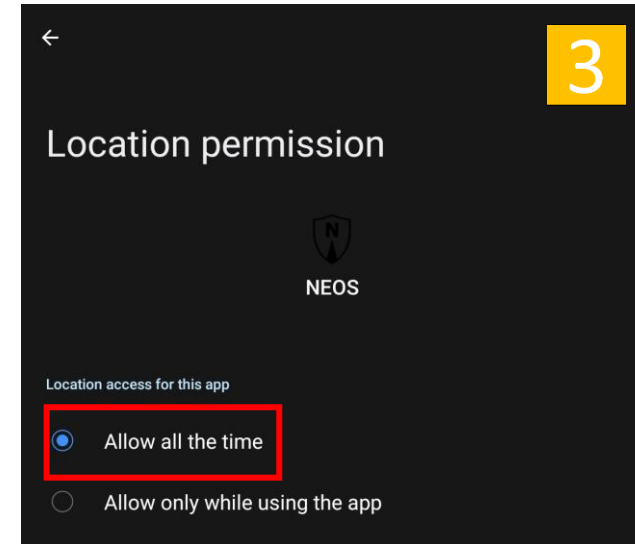 3
Location permission
N
NEOS
Location access for this app
Allow all the time
Allow only while using the app